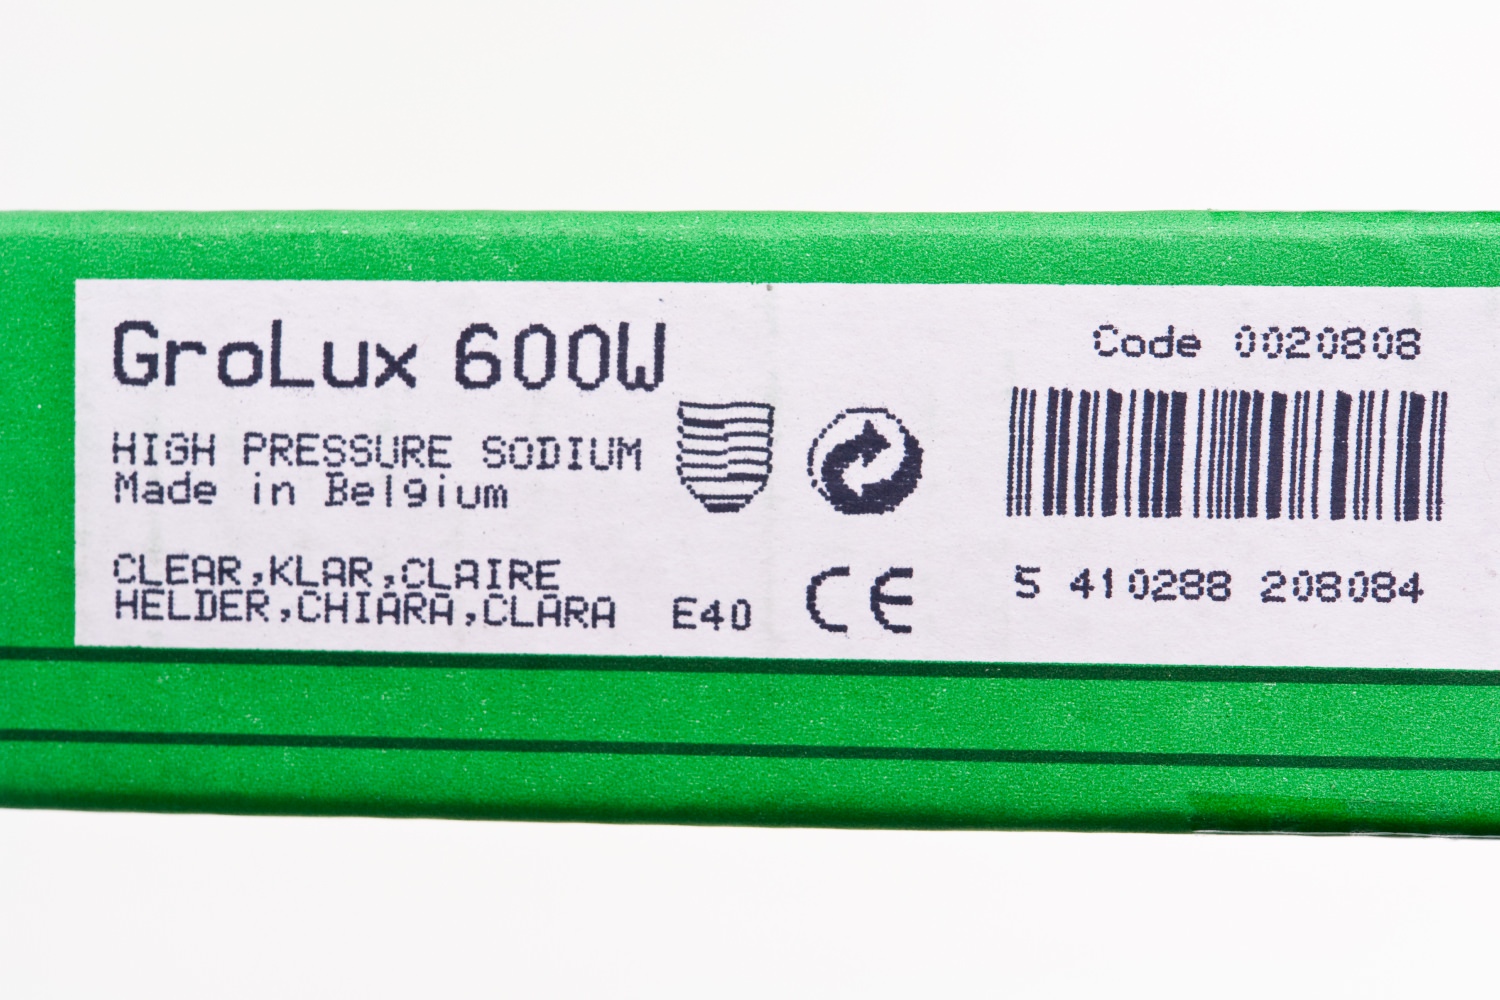 GroLux 600W
HIGH PRESSURE SODIUM
Made in Belgium
CLEAR,KLAR,CLAIRE
HELDER,CHIARA,CLARA
E40
CE
Code 0020808
5 410288 208084